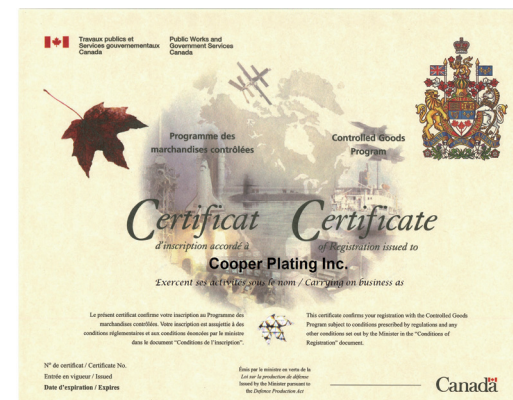 Travaux publics et
Services gouvernementaux
Canada
Public Works and
Government Services
Canada
Programme des
marchandises contrôlées
Controlled Goods
Program
Certificat
d'inscription accordé à
Certificate
of Registration issued to
Cooper Plating Inc.
Exercent ses activités sous le nom / Carrying on business as
Le présent certificat confirme votre inscription au Programme des
marchandises contrôlées. Votre inscription est assujettie à des
conditions réglementaires et aux conditions énoncées par le ministre
dans le document "Conditions de l'inscription".
This certificate confirms your registration with the Controlled Goods
Program subject to conditions prescribed by regulations and any
other conditions set out by the Minister in the "Conditions of
Registration" document.
N° de certificat / Certificate No.
Entrée en vigueur / Issued
Date d'expiration / Expires
Émis par le ministre en vertu de la
Loi sur la production de défense
Issued by the Minister pursuant to
the Defence Production Act
Canada